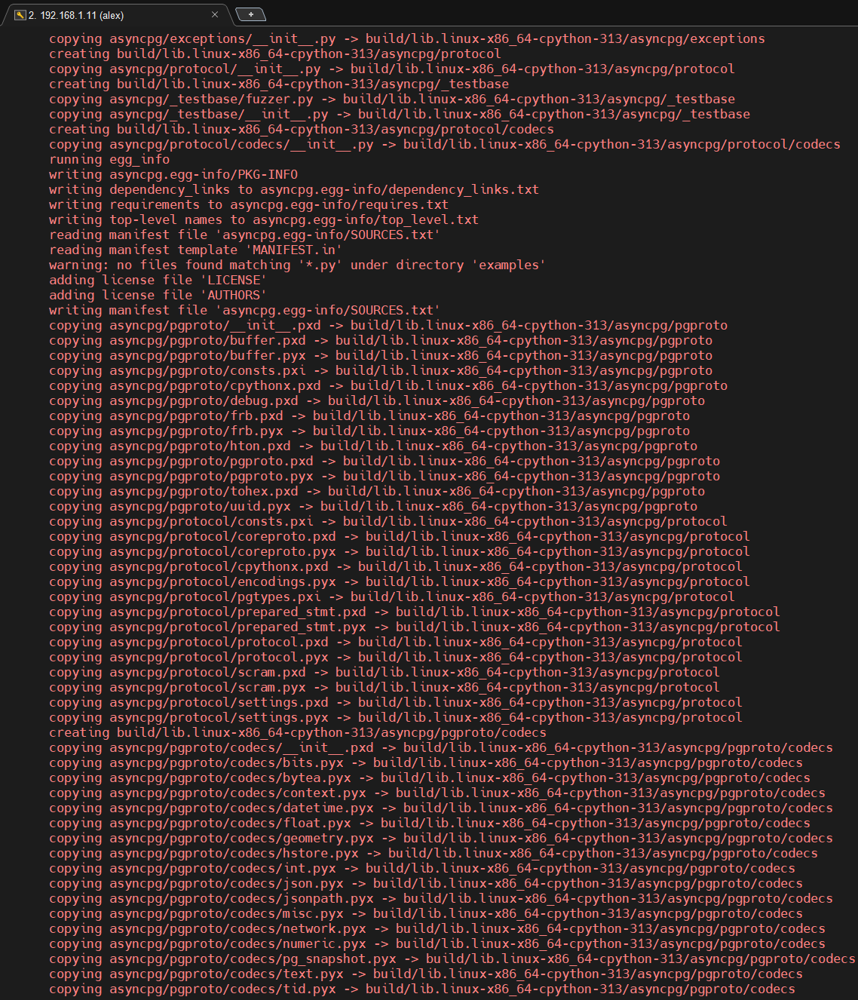 2. 192.168.1.11 (alex)
copying asyncpg/exceptions/__init__.py -> build/lib.linux-x86_64-cpython-313/asyncpg/exceptions
creating build/lib.linux-x86_64-cpython-313/asyncpg/protocol
copying asyncpg/protocol/__init__.py -> build/lib.linux-x86_64-cpython-313/asyncpg/protocol
creating build/lib.linux-x86_64-cpython-313/asyncpg/_testbase
copying asyncpg/_testbase/fuzzer.py -> build/lib.linux-x86_64-cpython-313/asyncpg/_testbase
copying asyncpg/_testbase/__init__.py -> build/lib.linux-x86_64-cpython-313/asyncpg/_testbase
creating build/lib.linux-x86_64-cpython-313/asyncpg/protocol/codecs
copying asyncpg/protocol/codecs/__init__.py -> build/lib.linux-x86_64-cpython-313/asyncpg/protocol/codecs
running egg_info
writing asyncpg.egg-info/PKG-INFO
writing dependency_links to asyncpg.egg-info/dependency_links.txt
writing requirements to asyncpg.egg-info/requires.txt
writing top-level names to asyncpg.egg-info/top_level.txt
reading manifest file 'asyncpg.egg-info/SOURCES.txt'
reading manifest template 'MANIFEST.in'
warning: no files found matching '*.py' under directory 'examples'
adding license file 'LICENSE'
adding license file 'AUTHORS'
writing manifest file 'asyncpg.egg-info/SOURCES.txt'
copying asyncpg/pgproto/__init__.pxd -> build/lib.linux-x86_64-cpython-313/asyncpg/pgproto
copying asyncpg/pgproto/buffer.pxd -> build/lib.linux-x86_64-cpython-313/asyncpg/pgproto
copying asyncpg/pgproto/buffer.pyx -> build/lib.linux-x86_64-cpython-313/asyncpg/pgproto
copying asyncpg/pgproto/consts.pxi -> build/lib.linux-x86_64-cpython-313/asyncpg/pgproto
copying asyncpg/pgproto/cpythonx.pxd -> build/lib.linux-x86_64-cpython-313/asyncpg/pgproto
copying asyncpg/pgproto/debug.pxd -> build/lib.linux-x86_64-cpython-313/asyncpg/pgproto
copying asyncpg/pgproto/frb.pxd -> build/lib.linux-x86_64-cpython-313/asyncpg/pgproto
copying asyncpg/pgproto/frb.pyx -> build/lib.linux-x86_64-cpython-313/asyncpg/pgproto
copying asyncpg/pgproto/hton.pxd -> build/lib.linux-x86_64-cpython-313/asyncpg/pgproto
copying asyncpg/pgproto/pgproto.pxd -> build/lib.linux-x86_64-cpython-313/asyncpg/pgproto
copying asyncpg/pgproto/pgproto.pyx -> build/lib.linux-x86_64-cpython-313/asyncpg/pgproto
copying asyncpg/pgproto/tohex.pxd -> build/lib.linux-x86_64-cpython-313/asyncpg/pgproto
copying asyncpg/pgproto/uuid.pyx -> build/lib.linux-x86_64-cpython-313/asyncpg/pgproto
copying asyncpg/protocol/consts.pxi -> build/lib.linux-x86_64-cpython-313/asyncpg/protocol
copying asyncpg/protocol/coreproto.pxd -> build/lib.linux-x86_64-cpython-313/asyncpg/protocol
copying asyncpg/protocol/coreproto.pyx -> build/lib.linux-x86_64-cpython-313/asyncpg/protocol
copying asyncpg/protocol/cpythonx.pxd -> build/lib.linux-x86_64-cpython-313/asyncpg/protocol
copying asyncpg/protocol/encodings.pyx -> build/lib.linux-x86_64-cpython-313/asyncpg/protocol
copying asyncpg/protocol/pgtypes.pxi -> build/lib.linux-x86_64-cpython-313/asyncpg/protocol
copying asyncpg/protocol/prepared_stmt.pxd -> build/lib.linux-x86_64-cpython-313/asyncpg/protocol
copying asyncpg/protocol/prepared_stmt.pyx -> build/lib.linux-x86_64-cpython-313/asyncpg/protocol
copying asyncpg/protocol/protocol.pxd -> build/lib.linux-x86_64-cpython-313/asyncpg/protocol
copying asyncpg/protocol/protocol.pyx -> build/lib.linux-x86_64-cpython-313/asyncpg/protocol
copying asyncpg/protocol/scram.pxd -> build/lib.linux-x86_64-cpython-313/asyncpg/protocol
copying asyncpg/protocol/scram.pyx -> build/lib.linux-x86_64-cpython-313/asyncpg/protocol
copying asyncpg/protocol/settings.pxd -> build/lib.linux-x86_64-cpython-313/asyncpg/protocol
copying asyncpg/protocol/settings.pyx -> build/lib.linux-x86_64-cpython-313/asyncpg/protocol
creating build/lib.linux-x86_64-cpython-313/asyncpg/pgproto/codecs
copying asyncpg/pgproto/codecs/__init__.pxd -> build/lib.linux-x86_64-cpython-313/asyncpg/pgproto/codecs
copying asyncpg/pgproto/codecs/bits.pyx -> build/lib.linux-x86_64-cpython-313/asyncpg/pgproto/codecs
copying asyncpg/pgproto/codecs/bytea.pyx -> build/lib.linux-x86_64-cpython-313/asyncpg/pgproto/codecs
copying asyncpg/pgproto/codecs/context.pyx -> build/lib.linux-x86_64-cpython-313/asyncpg/pgproto/codecs
copying asyncpg/pgproto/codecs/datetime.pyx -> build/lib.linux-x86_64-cpython-313/asyncpg/pgproto/codecs
copying asyncpg/pgproto/codecs/float.pyx -> build/lib.linux-x86_64-cpython-313/asyncpg/pgproto/codecs
copying asyncpg/pgproto/codecs/geometry.pyx -> build/lib.linux-x86_64-cpython-313/asyncpg/pgproto/codecs
copying asyncpg/pgproto/codecs/hstore.pyx -> build/lib.linux-x86_64-cpython-313/asyncpg/pgproto/codecs
copying asyncpg/pgproto/codecs/int.pyx -> build/lib.linux-x86_64-cpython-313/asyncpg/pgproto/codecs
copying asyncpg/pgproto/codecs/json.pyx -> build/lib.linux-x86_64-cpython-313/asyncpg/pgproto/codecs
copying asyncpg/pgproto/codecs/jsonpath.pyx -> build/lib.linux-x86_64-cpython-313/asyncpg/pgproto/codecs
copying asyncpg/pgproto/codecs/misc.pyx -> build/lib.linux-x86_64-cpython-313/asyncpg/pgproto/codecs
copying asyncpg/pgproto/codecs/network.pyx -> build/lib.linux-x86_64-cpython-313/asyncpg/pgproto/codecs
copying asyncpg/pgproto/codecs/numeric.pyx -> build/lib.linux-x86_64-cpython-313/asyncpg/pgproto/codecs
copying asyncpg/pgproto/codecs/pg_snapshot.pyx -> build/lib.linux-x86_64-cpython-313/asyncpg/pgproto/codecs
copying asyncpg/pgproto/codecs/text.pyx -> build/lib.linux-x86_64-cpython-313/asyncpg/pgproto/codecs
copying asyncpg/pgproto/codecs/tid.pyx -> build/lib.linux-x86_64-cpython-313/asyncpg/pgproto/codecs